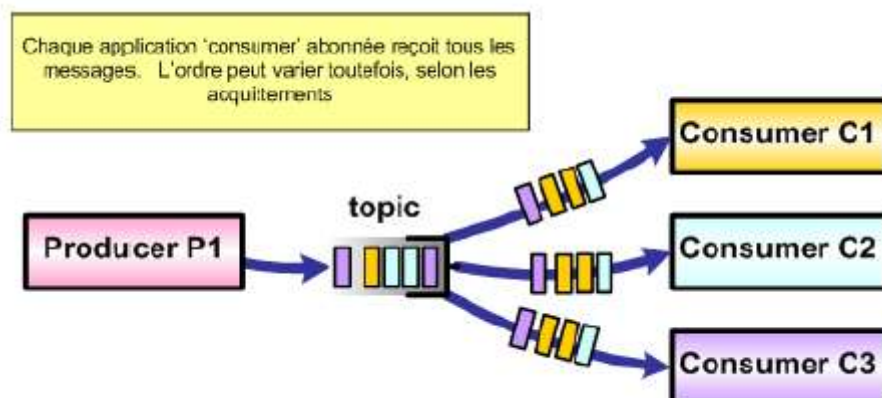 Chaque application 'consumer' abonnée reçoit tous les
messages. L'ordre peut varier toutefois, selon les
acquittements
Consumer C1
topic
Producer P1
Consumer C2
Consumer C3